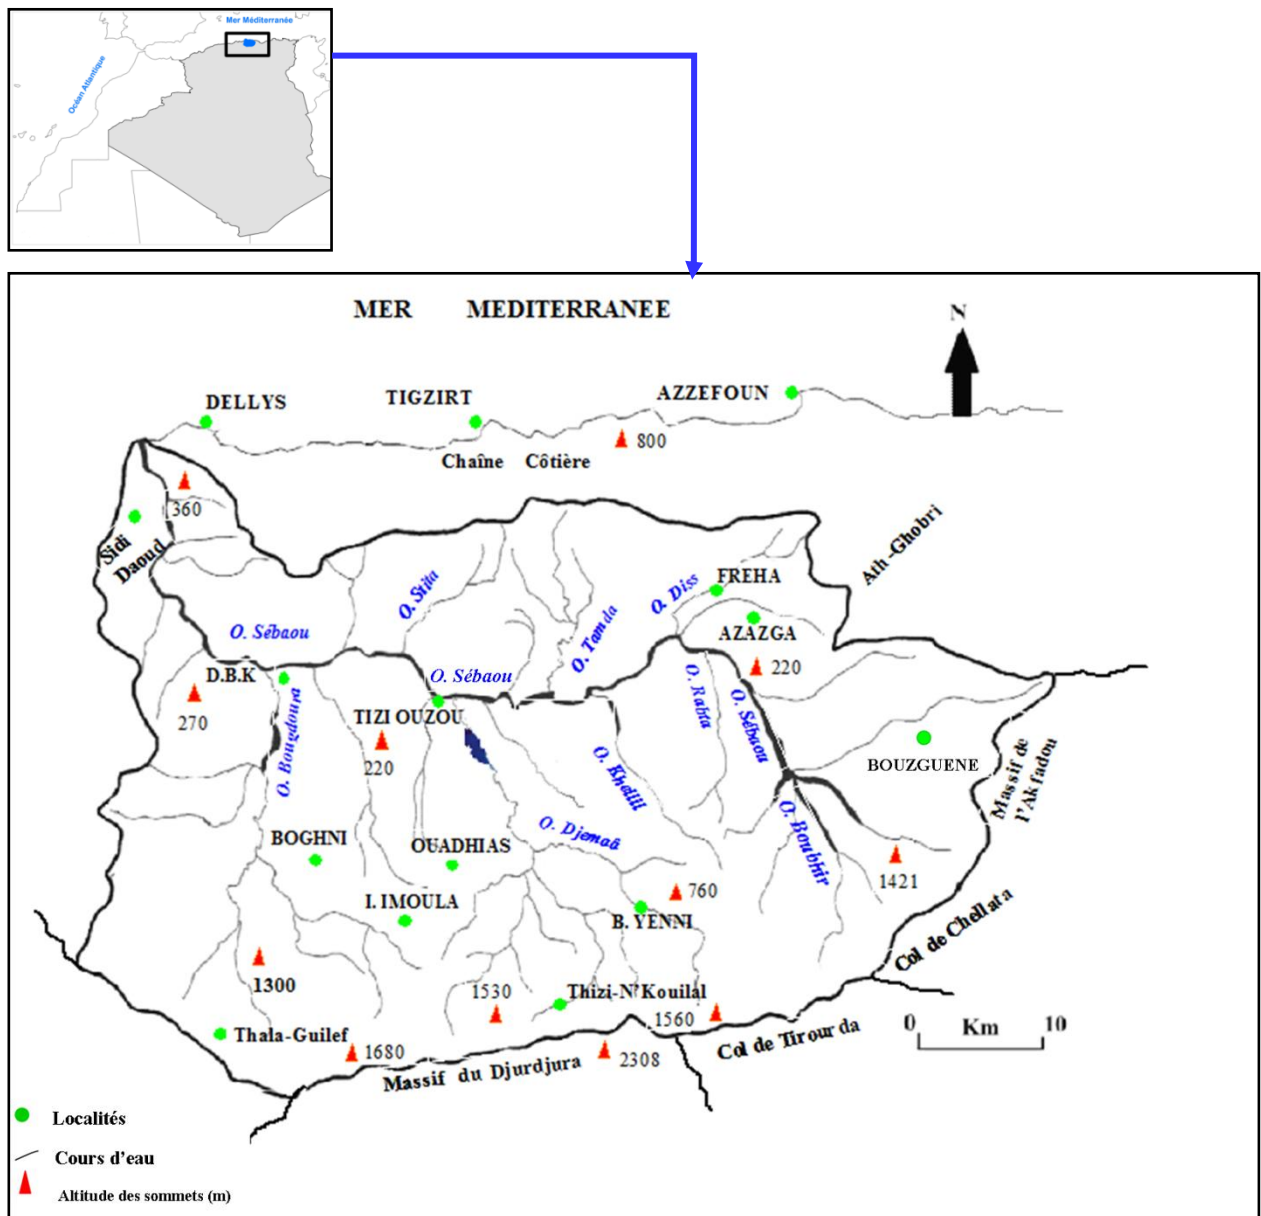 Mer Méditerranée
Océan Atlantique
MER MEDITERRANEE
N
DELLYS
TIGZIRT
AZZEFOUN
800
Chaîne Côtière
360
Sidi
Daoud
Ath-Ghobri
O. Stita
O. Diss
FREHA
O. Tamda
AZAZGA
O. Sébaou
D.B.K
O. Sébaou
220
270
O. Bougdoura
TIZI OUZOU
220
O. Rabta
O. Sébaou
O. Khellil
BOUZGUENE
Massif de
l'Akfadou
BOGHNI
OUADHIAS
O. Djemaâ
O. Boubhir
1421
I. IMOULA
760
B. YENNI
Col de Chellata
1300
1530
Thizi-N'Kouilal
1560
Thala-Guilef
1680
Massif du Djurdjura
2308
Col de Tirourda
0 Km 10
Localités
Cours d'eau
Altitude des sommets (m)